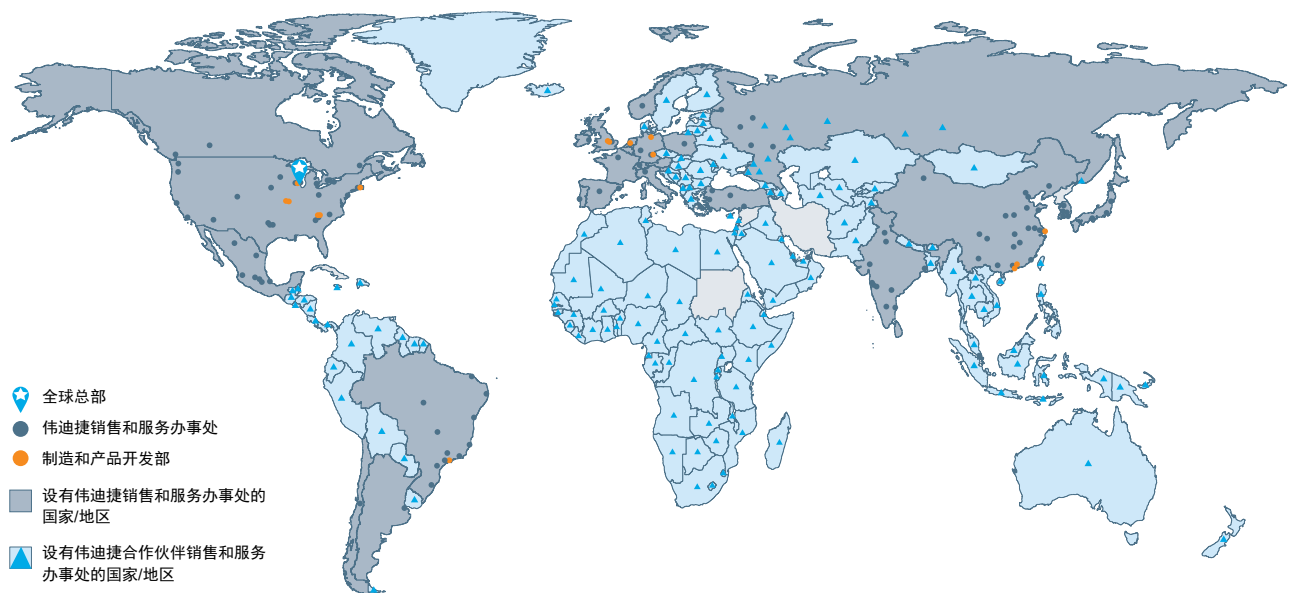 全球总部
伟迪捷销售和服务办事处
制造和产品开发部
设有伟迪捷销售和服务办事处的
国家/地区
设有伟迪捷合作伙伴销售和服务
办事处的国家/地区